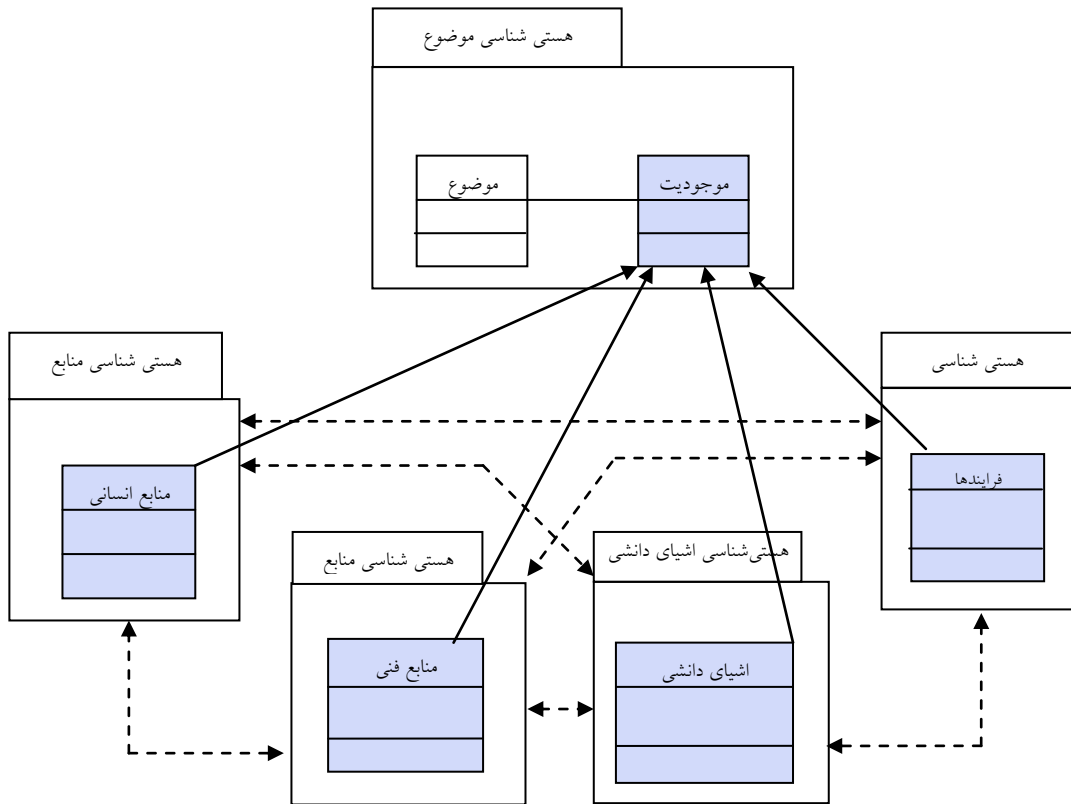 هستی شناسی موضوع
موجودیت
موضوع
هستی شناسی
هستی شناسی منابع
فرایندها
منابع انسانی
هستی‌شناسی اشیای دانشی
هستی شناسی منابع
اشیای دانشی
منابع فنی